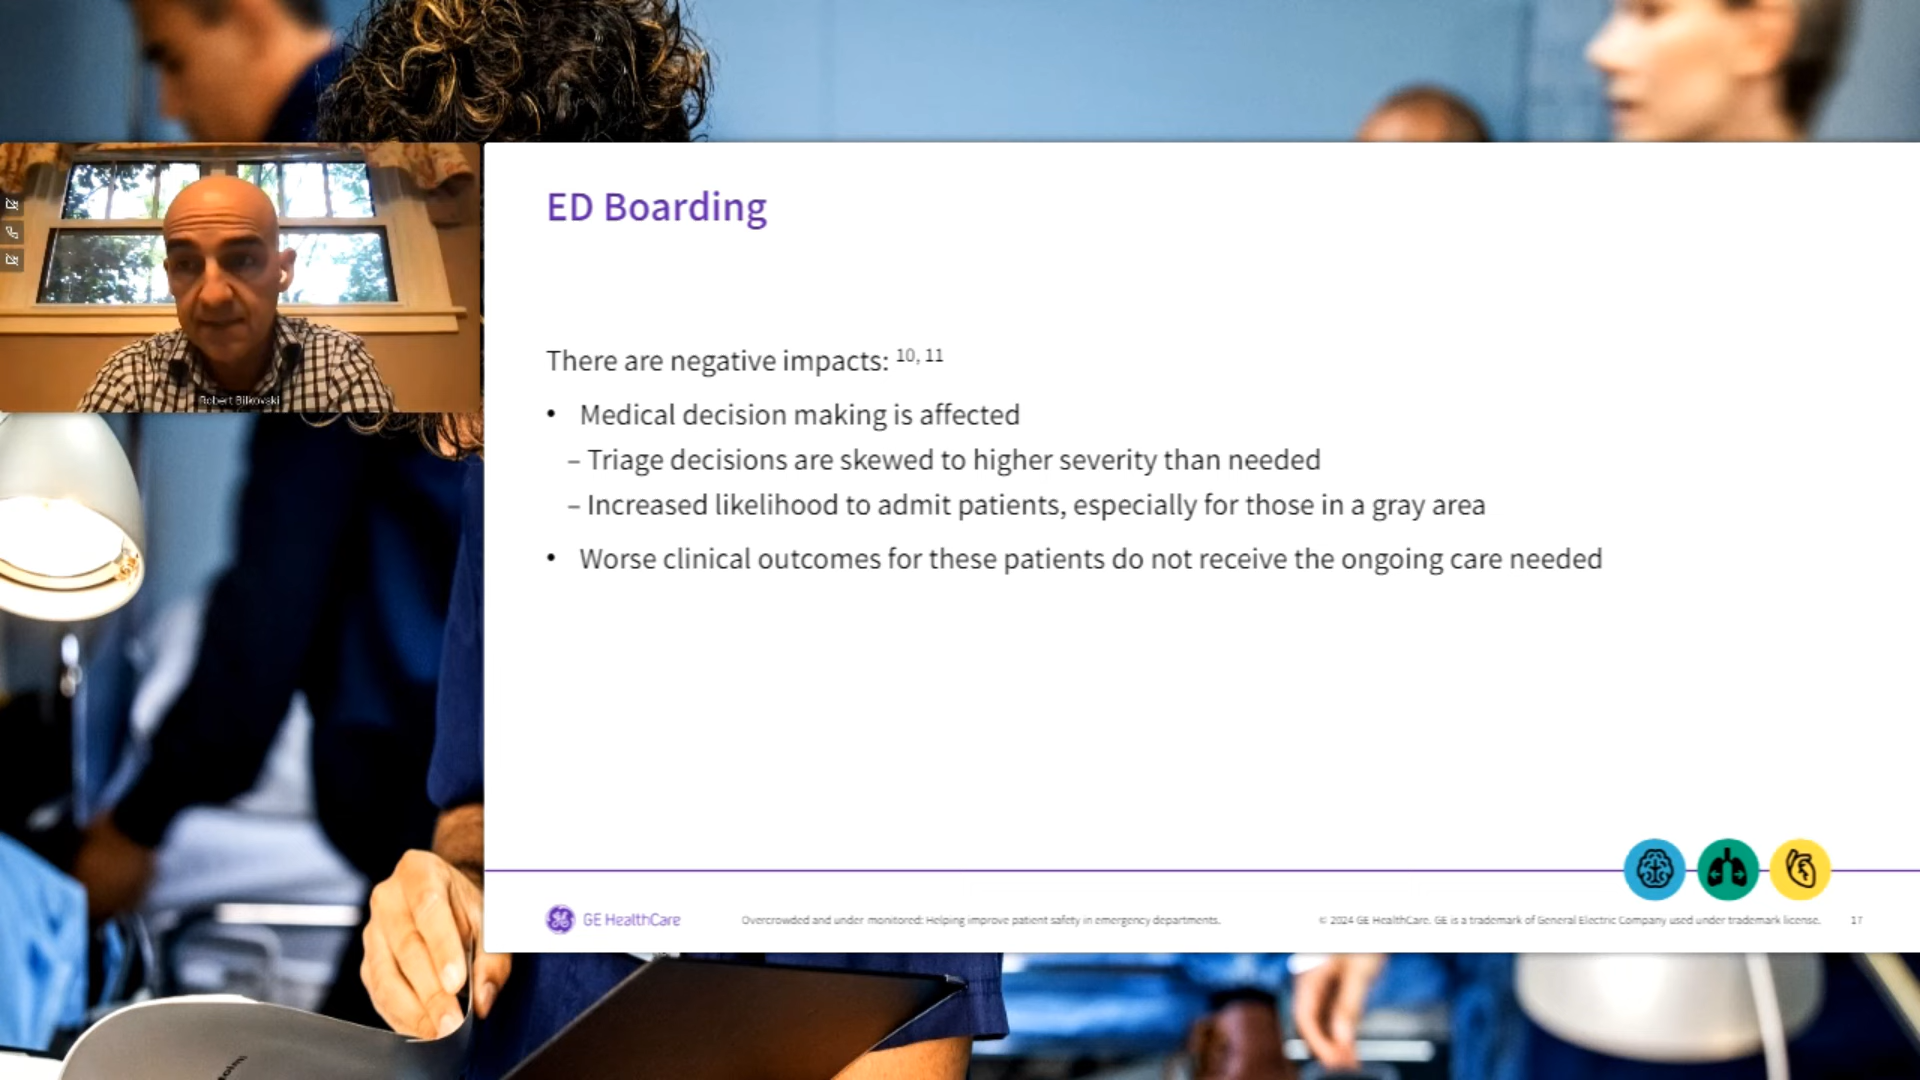 ED Boarding
There are negative impacts: 10, 11
• Medical decision making is affected
– Triage decisions are skewed to higher severity than needed
– Increased likelihood to admit patients, especially for those in a gray area
• Worse clinical outcomes for these patients do not receive the ongoing care needed
Robert Bilkovski
GE HealthCare
Overcrowded and under monitored: Helping improve patient safety in emergency departments.
© 2024 GE HealthCare. GE is a trademark of General Electric Company used under trademark license.
17